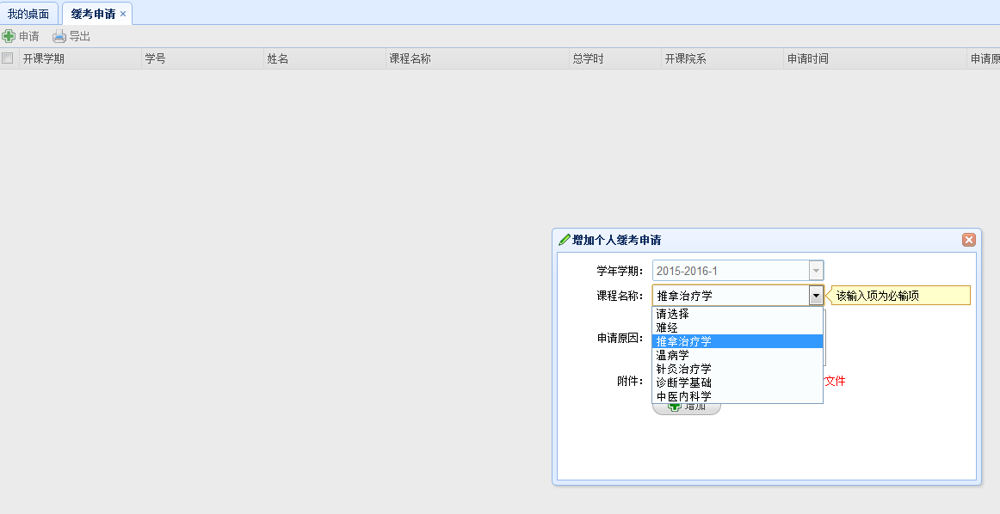 我的桌面 缓考申请
申请 导出
开课学期 学号 姓名 课程名称 总学时 开课院系 申请时间 申请原
增加个人缓考申请
学年学期： 2015-2016-1
课程名称： 推拿治疗学 该输入项为必输项
请选择
难经
申请原因： 推拿治疗学
温病学
针灸治疗学
附件： 诊断学基础 文件
中医内科学
增加